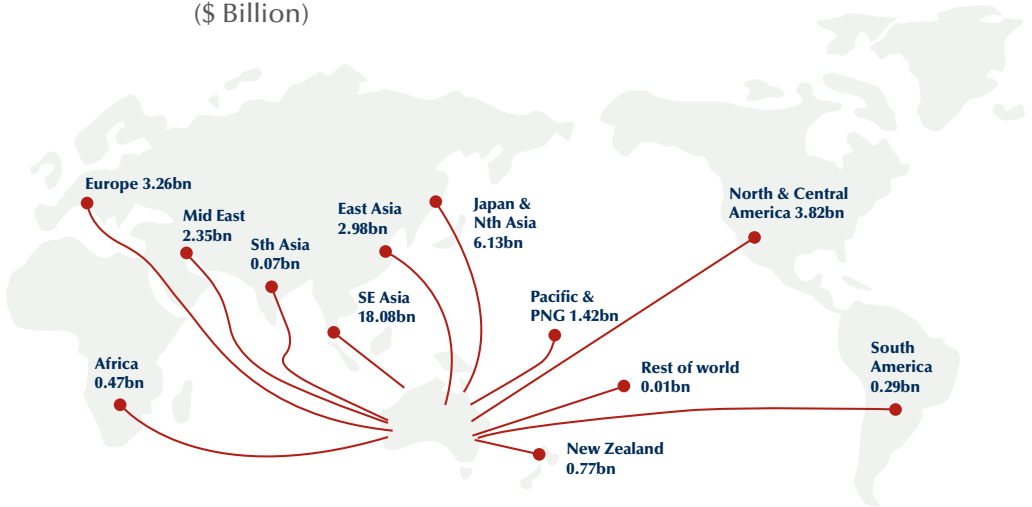 ($ Billion)
Europe 3.26bn
Mid East
2.35bn
Sth Asia
0.07bn
East Asia
2.98bn
Japan &
Nth Asia
6.13bn
North & Central
America 3.82bn
SE Asia
18.08bn
Pacific &
PNG 1.42bn
Africa
0.47bn
Rest of world
0.01bn
South
America
0.29bn
New Zealand
0.77bn